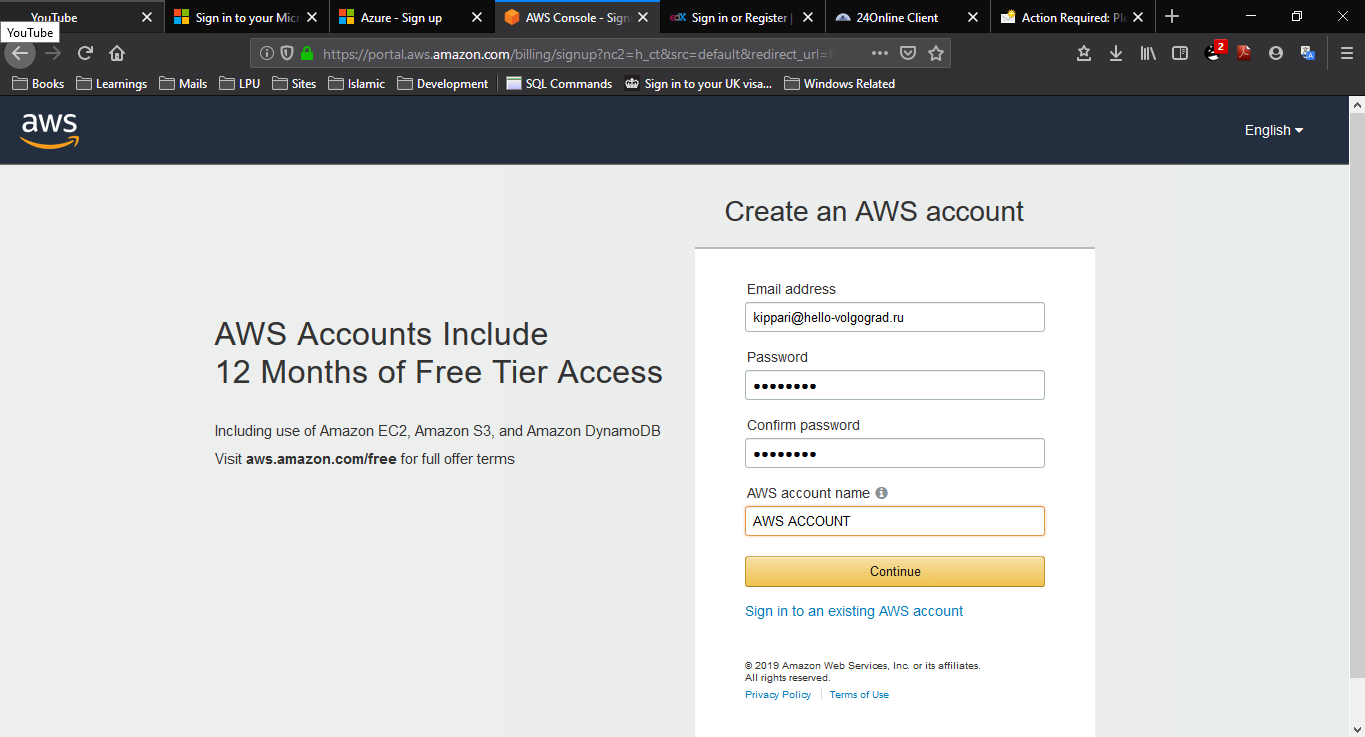 YouTube
Sign in to your Micr
Azure - Sign up
AWS Console - Sign
edX Sign in or Register |
24Online Client
Action Required: Ple
YouTube
https://portal.aws.amazon.com/billing/signup?nc2=h_ct&src=default&redirect_url=h
2
Books
Learnings
Mails
LPU
Sites
Islamic
Development
SQL Commands
Sign in to your UK visa...
Windows Related
aws
English
Create an AWS account
AWS Accounts Include
12 Months of Free Tier Access
Including use of Amazon EC2, Amazon S3, and Amazon DynamoDB
Visit aws.amazon.com/free for full offer terms
Email address
kippari@hello-volgograd.ru
Password
••••••••
Confirm password
••••••••
AWS account name
AWS ACCOUNT
Continue
Sign in to an existing AWS account
© 2019 Amazon Web Services, Inc. or its affiliates.
All rights reserved.
Privacy Policy | Terms of Use